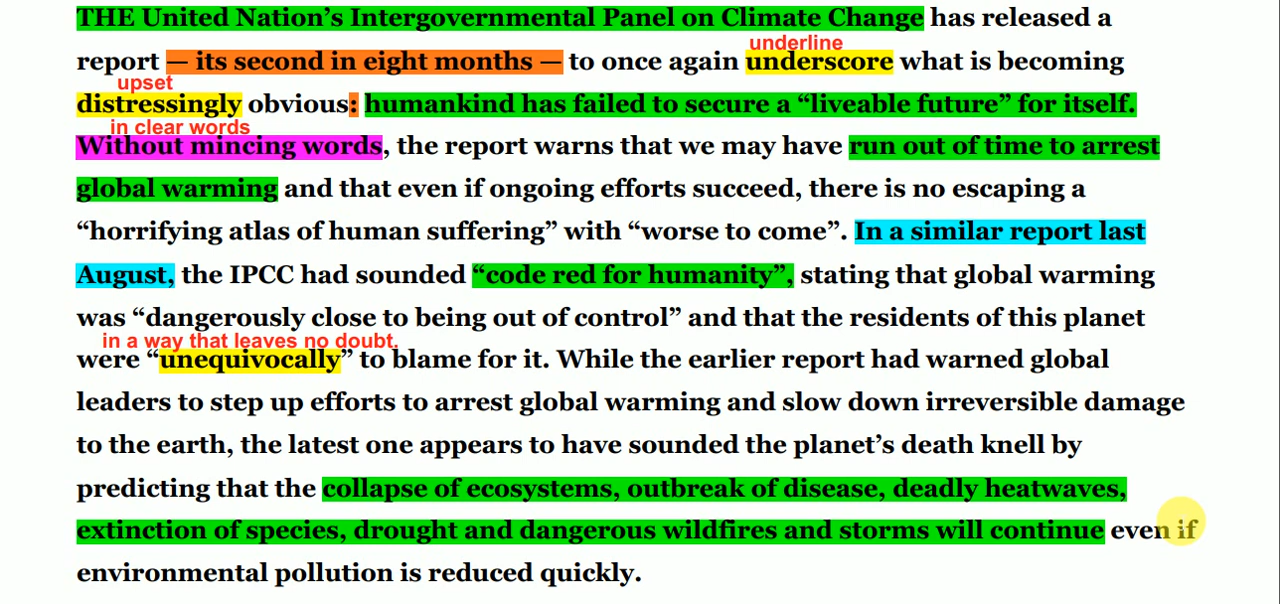 THE United Nation’s Intergovernmental Panel on Climate Change has released a
underline
report — its second in eight months — to once again underscore what is becoming
upset
distressingly obvious: humankind has failed to secure a “liveable future” for itself.
in clear words
Without mincing words, the report warns that we may have run out of time to arrest
global warming and that even if ongoing efforts succeed, there is no escaping a
“horrifying atlas of human suffering” with “worse to come”. In a similar report last
August, the IPCC had sounded “code red for humanity”, stating that global warming
was “dangerously close to being out of control” and that the residents of this planet
in a way that leaves no doubt.
were “unequivocally” to blame for it. While the earlier report had warned global
leaders to step up efforts to arrest global warming and slow down irreversible damage
to the earth, the latest one appears to have sounded the planet’s death knell by
predicting that the collapse of ecosystems, outbreak of disease, deadly heatwaves,
extinction of species, drought and dangerous wildfires and storms will continue even if
environmental pollution is reduced quickly.